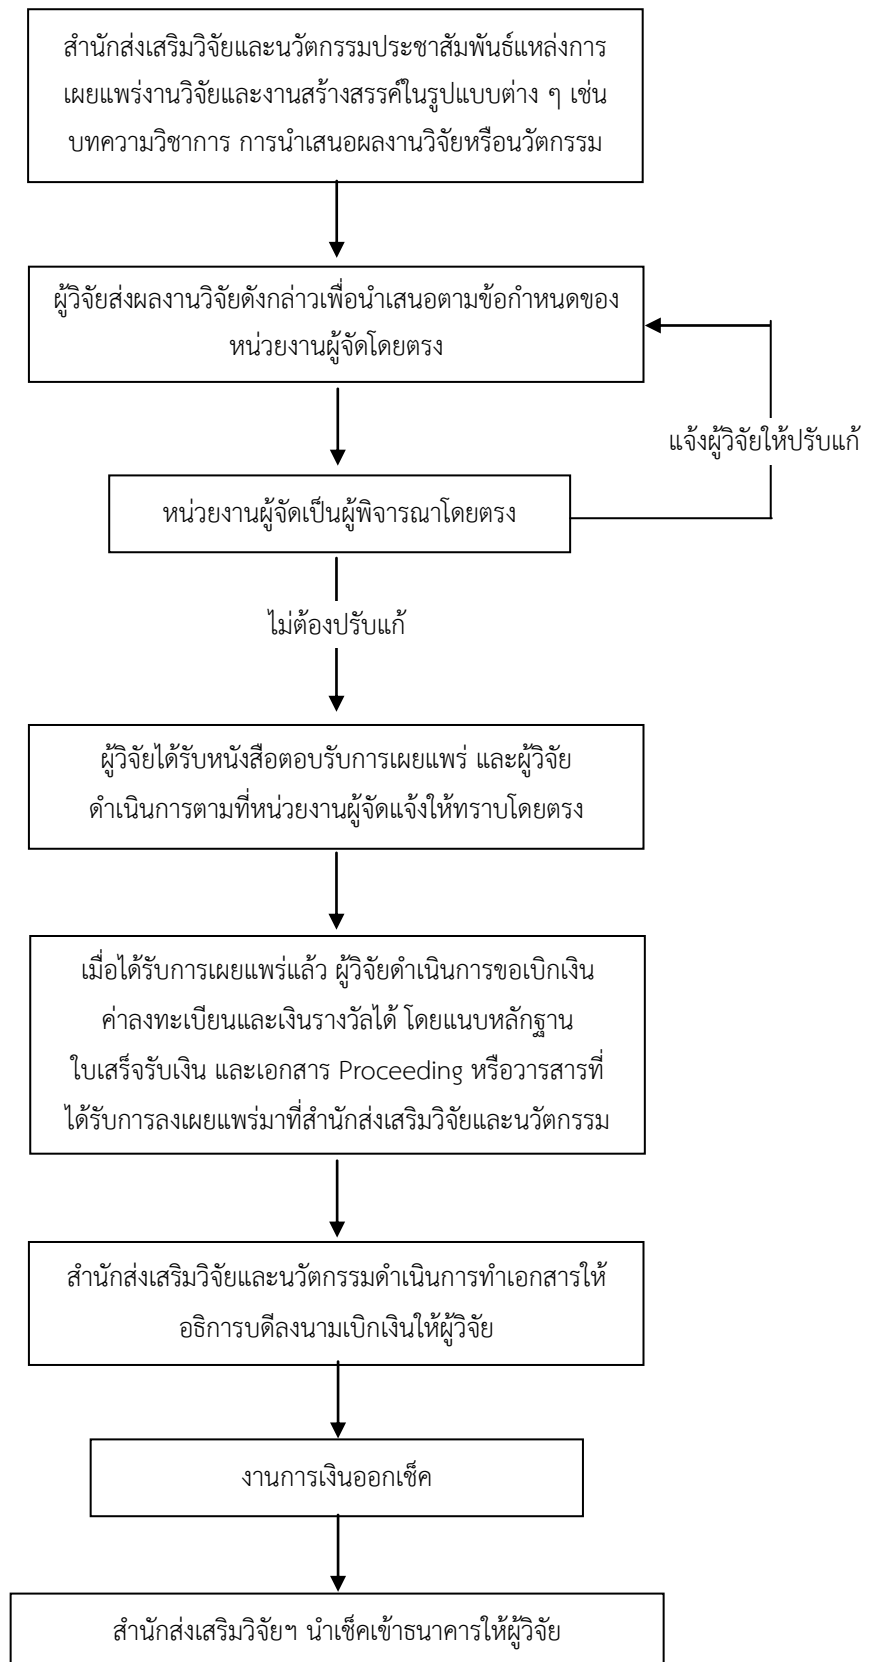 สำนักส่งเสริมวิจัยและนวัตกรรมประชาสัมพันธ์แหล่งการ
เผยแพร่งานวิจัยและงานสร้างสรรค์ในรูปแบบต่าง ๆ เช่น
บทความวิชาการ การนำเสนอผลงานวิจัยหรือนวัตกรรม
ผู้วิจัยส่งผลงานวิจัยดังกล่าวเพื่อนำเสนอตามข้อกำหนดของ
หน่วยงานผู้จัดโดยตรง
แจ้งผู้วิจัยให้ปรับแก้
หน่วยงานผู้จัดเป็นผู้พิจารณาโดยตรง
ไม่ต้องปรับแก้
ผู้วิจัยได้รับหนังสือตอบรับการเผยแพร่ และผู้วิจัย
ดำเนินการตามที่หน่วยงานผู้จัดแจ้งให้ทราบโดยตรง
เมื่อได้รับการเผยแพร่แล้ว ผู้วิจัยดำเนินการขอเบิกเงิน
ค่าลงทะเบียนและเงินรางวัลได้ โดยแนบหลักฐาน
ใบเสร็จรับเงิน และเอกสาร Proceeding หรือวารสารที่
ได้รับการลงเผยแพร่มาที่สำนักส่งเสริมวิจัยและนวัตกรรม
สำนักส่งเสริมวิจัยและนวัตกรรมดำเนินการทำเอกสารให้
อธิการบดีลงนามเบิกเงินให้ผู้วิจัย
งานการเงินออกเช็ค
สำนักส่งเสริมวิจัยฯ นำเช็คเข้าธนาคารให้ผู้วิจัย